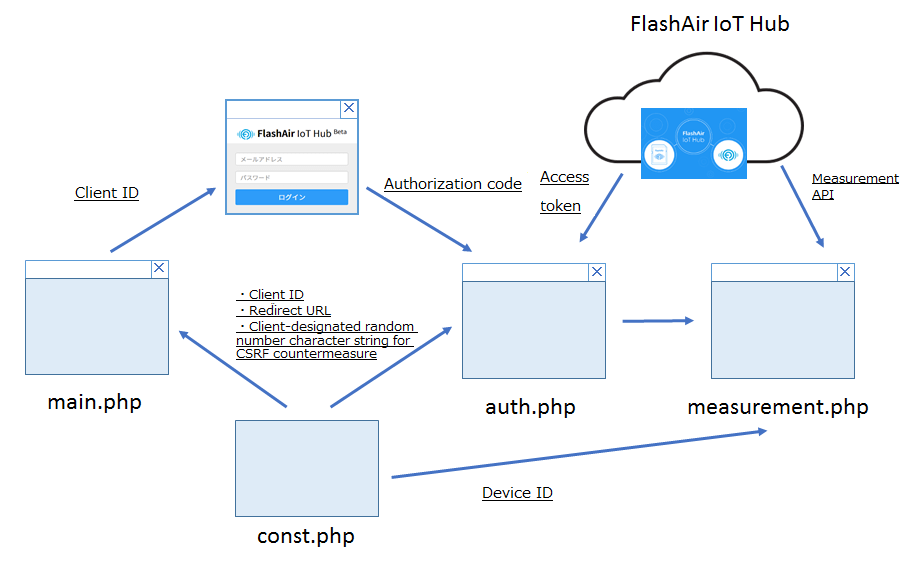 FlashAir IoT Hub
FlashAir IoT Hub Beta
メールアドレス
パスワード
ログイン
FlashAir
IoT Hub
Client ID
Authorization code
Access
token
Measurement
API
・Client ID
・Redirect URL
・Client-designated random
number character string for
CSRF countermeasure
main.php
auth.php
measurement.php
Device ID
const.php